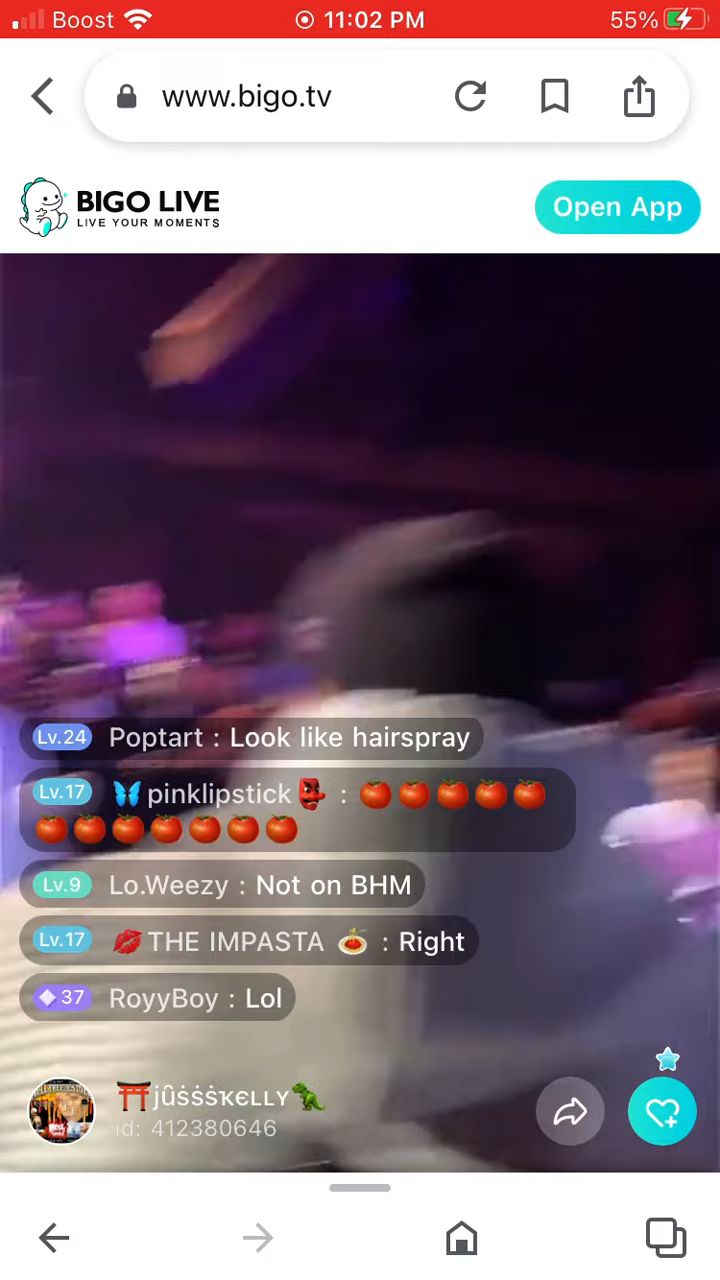 Boost 11:02 PM 55%
www.bigo.tv
BIGO LIVE
LIVE YOUR MOMENTS
Open App
Lv.24 Poptart : Look like hairspray
Lv.17 🦋pinklipstick👺 : 🍅🍅🍅🍅🍅
🍅🍅🍅🍅🍅🍅🍅
Lv.9 Lo.Weezy : Not on BHM
Lv.17 💋THE IMPASTA 🍝 : Right
37 RoyyBoy : Lol
⛩️jȗṡṡṡҡєʟʟʏ🦖
id: 412380646